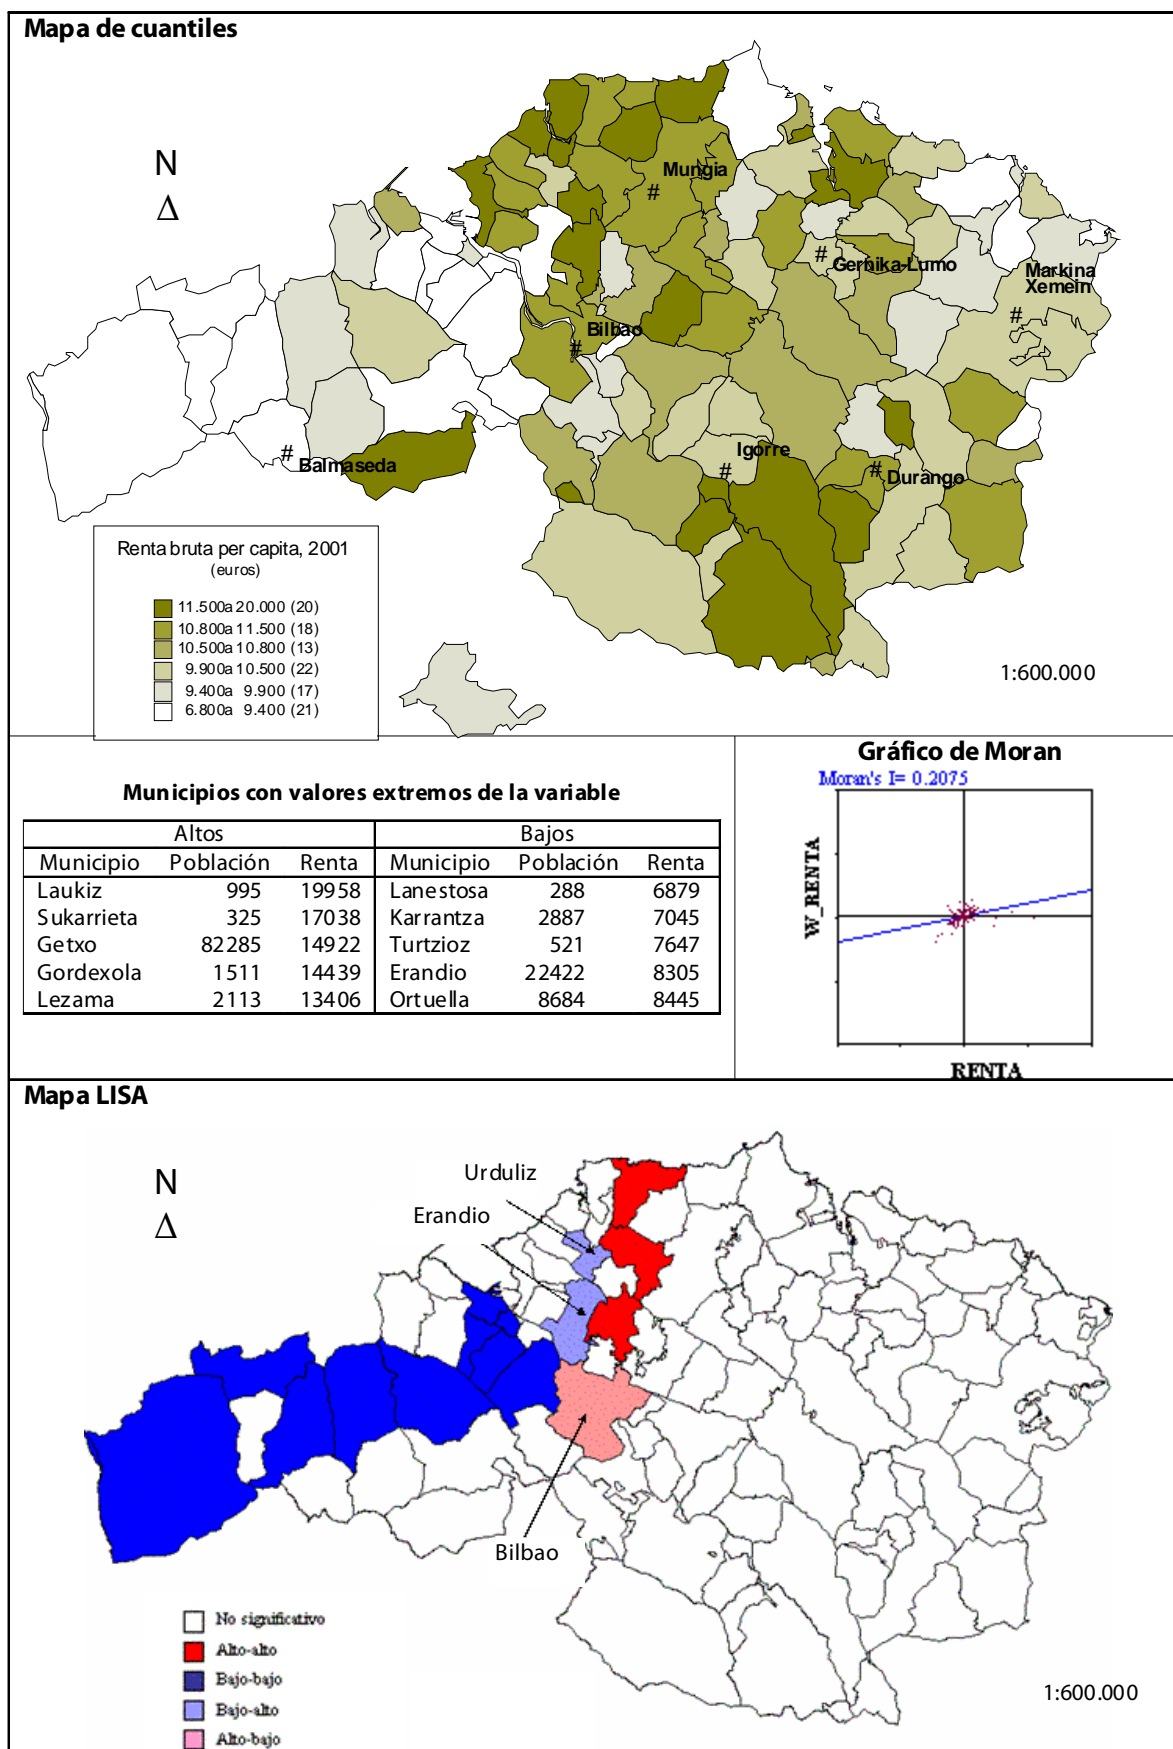 Mapa de cuantiles
N
Δ
Mungia
#
Gernika-Lumo
#
Markina
Xemein
#
Bilbao
#
Igorre
#
Durango
#
Balmaseda
#
Renta bruta per capita, 2001
(euros)
11.500a 20.000 (20)
10.800a 11.500 (18)
10.500a 10.800 (13)
9.900a 10.500 (22)
9.400a 9.900 (17)
6.800a 9.400 (21)
1:600.000
Municipios con valores extremos de la variable
Altos Bajos
Municipio Población Renta Municipio Población Renta
Laukiz 995 19958 Lanestosa 288 6879
Sukarrieta 325 17038 Karrantza 2887 7045
Getxo 82285 14922 Turtzioz 521 7647
Gordexola 1511 14439 Erandio 22422 8305
Lezama 2113 13406 Ortuella 8684 8445
Gráfico de Moran
Moran's I= 0.2075
W_RENTA
RENTA
Mapa LISA
N
Δ
Urduliz
Erandio
Bilbao
No significativo
Alto-alto
Bajo-bajo
Bajo-alto
Alto-bajo
1:600.000